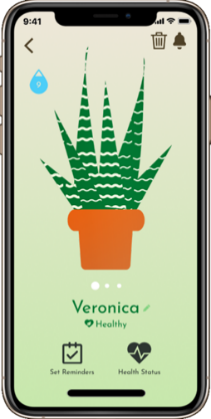 9:41
Veronica
Healthy
Set Reminders
Health Status